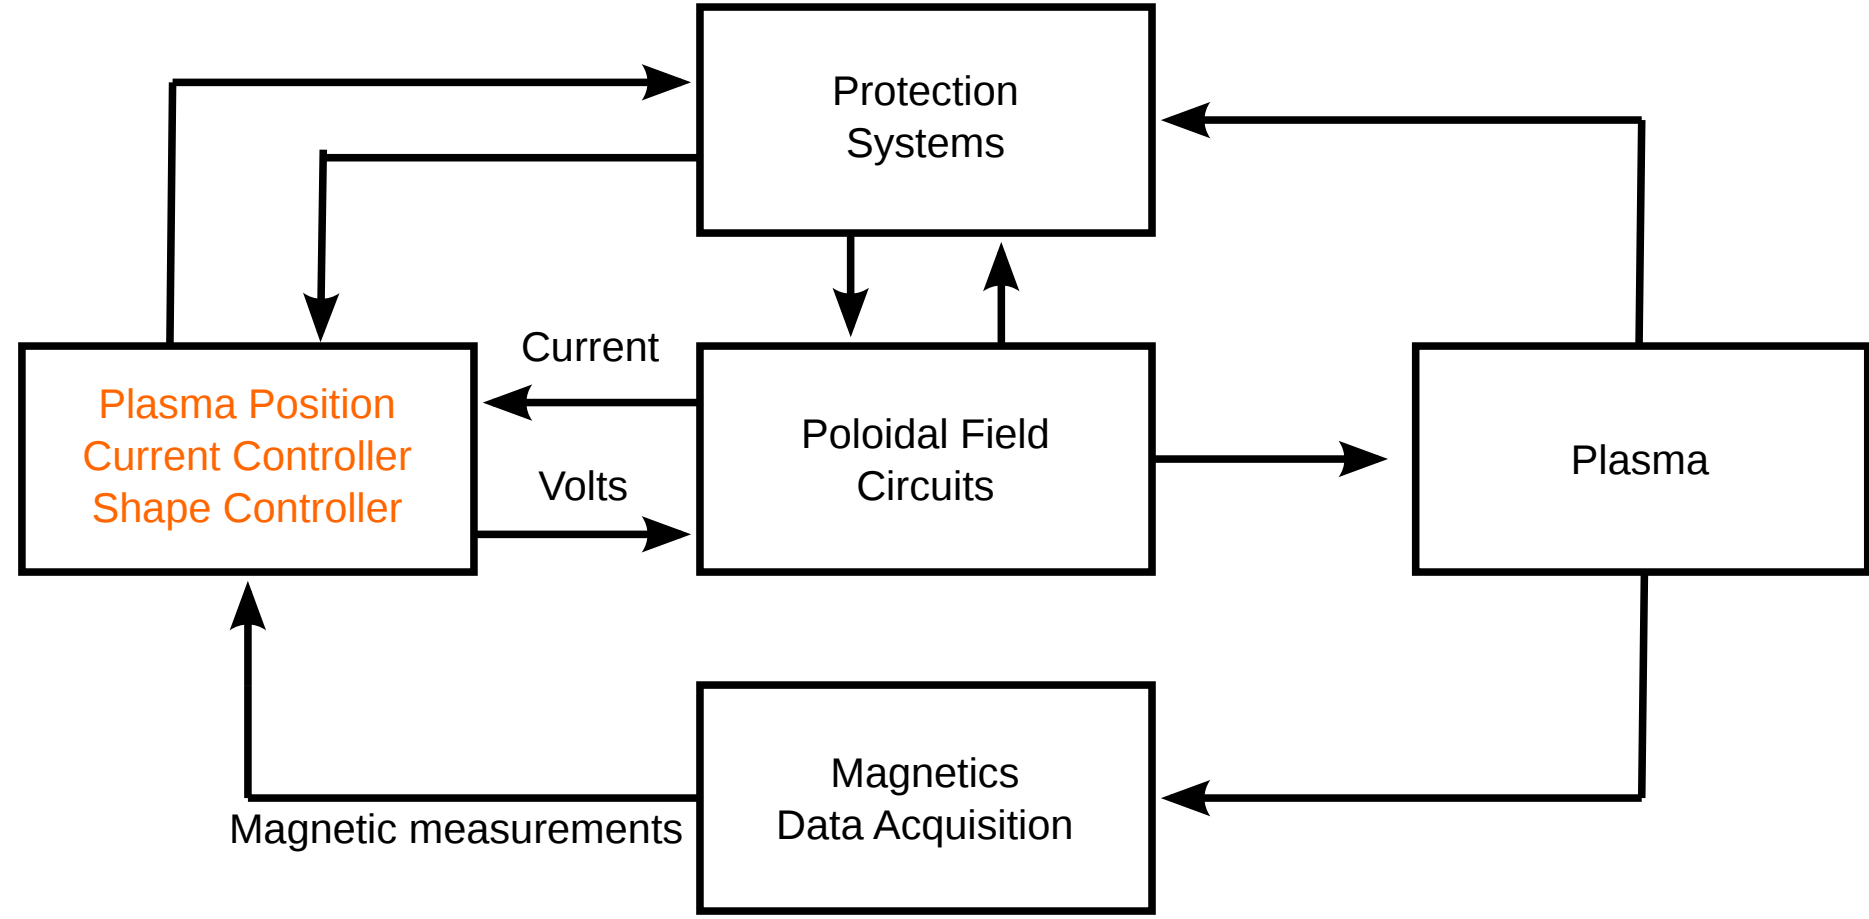 Protection
Systems
Current
Plasma Position
Current Controller
Shape Controller
Volts
Poloidal Field
Circuits
Plasma
Magnetics
Data Acquisition
Magnetic measurements